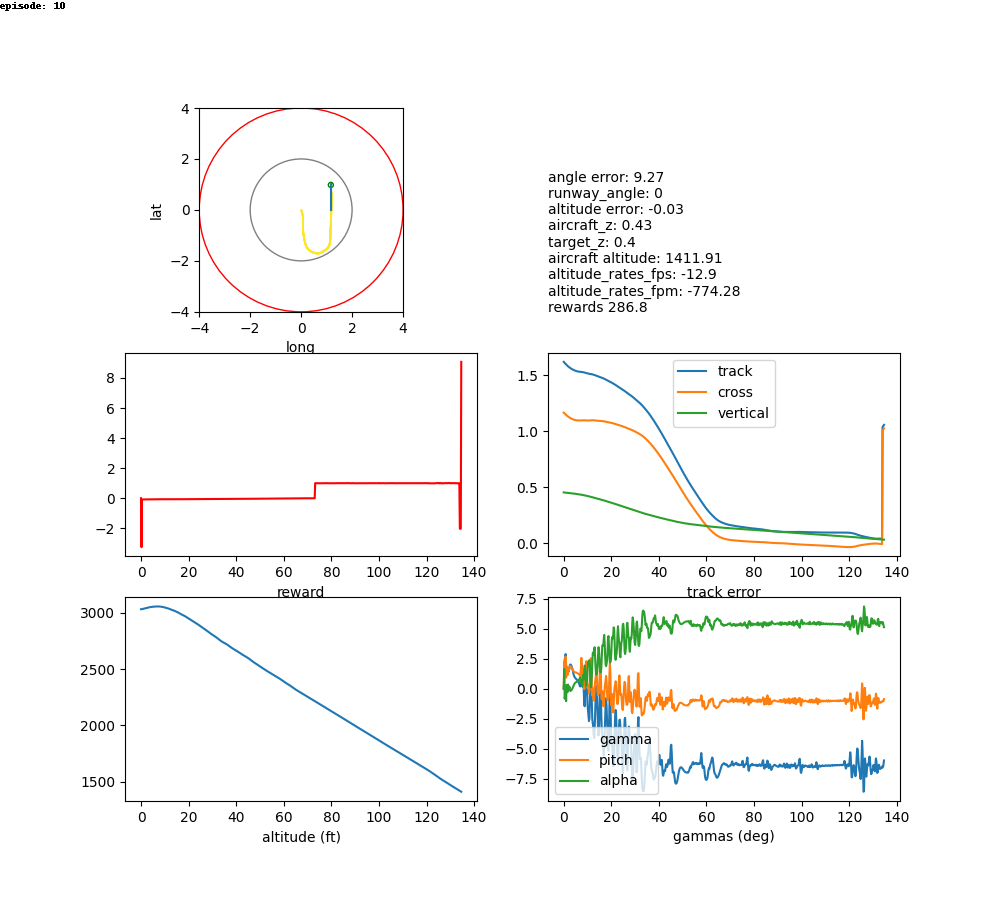 episode: 10
4
2
0
−2
−4
lat
−4 −2 0 2 4
long
angle error: 9.27
runway_angle: 0
altitude error: -0.03
aircraft_z: 0.43
target_z: 0.4
aircraft altitude: 1411.91
altitude_rates_fps: -12.9
altitude_rates_fpm: -774.28
rewards 286.8
8
6
4
2
0
−2
0 20 40 60 80 100 120 140
reward
1.5
1.0
0.5
0.0
track
cross
vertical
0 20 40 60 80 100 120 140
track error
3000
2500
2000
1500
0 20 40 60 80 100 120 140
altitude (ft)
7.5
5.0
2.5
0.0
−2.5
−5.0
−7.5
gamma
pitch
alpha
0 20 40 60 80 100 120 140
gammas (deg)